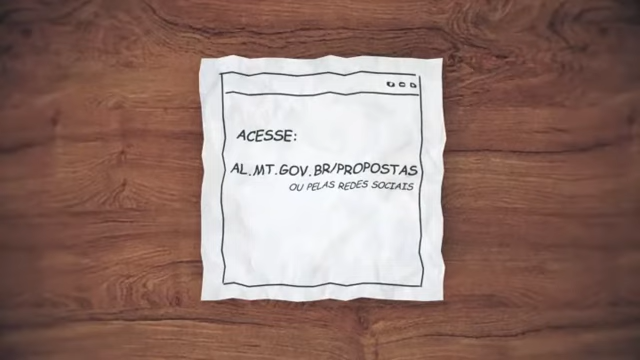 ACESSE:
AL.MT.GOV.BR/PROPOSTAS
OU PELAS REDES SOCIAIS